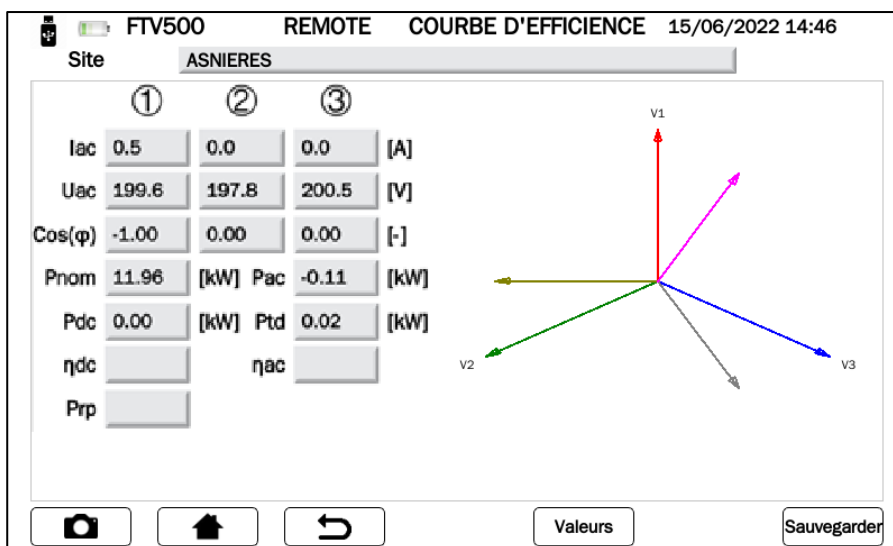 FTV500 REMOTE COURBE D'EFFICIENCE 15/06/2022 14:46
Site ASNIERES
① ② ③
Iac 0.5 0.0 0.0 [A]
Uac 199.6 197.8 200.5 [V]
Cos(φ) -1.00 0.00 0.00 [-]
Pnom 11.96 [kW] Pac -0.11 [kW]
Pdc 0.00 [kW] Ptd 0.02 [kW]
ηdc ηac
Prp
V1
V2 V3
Valeurs Sauvegarder